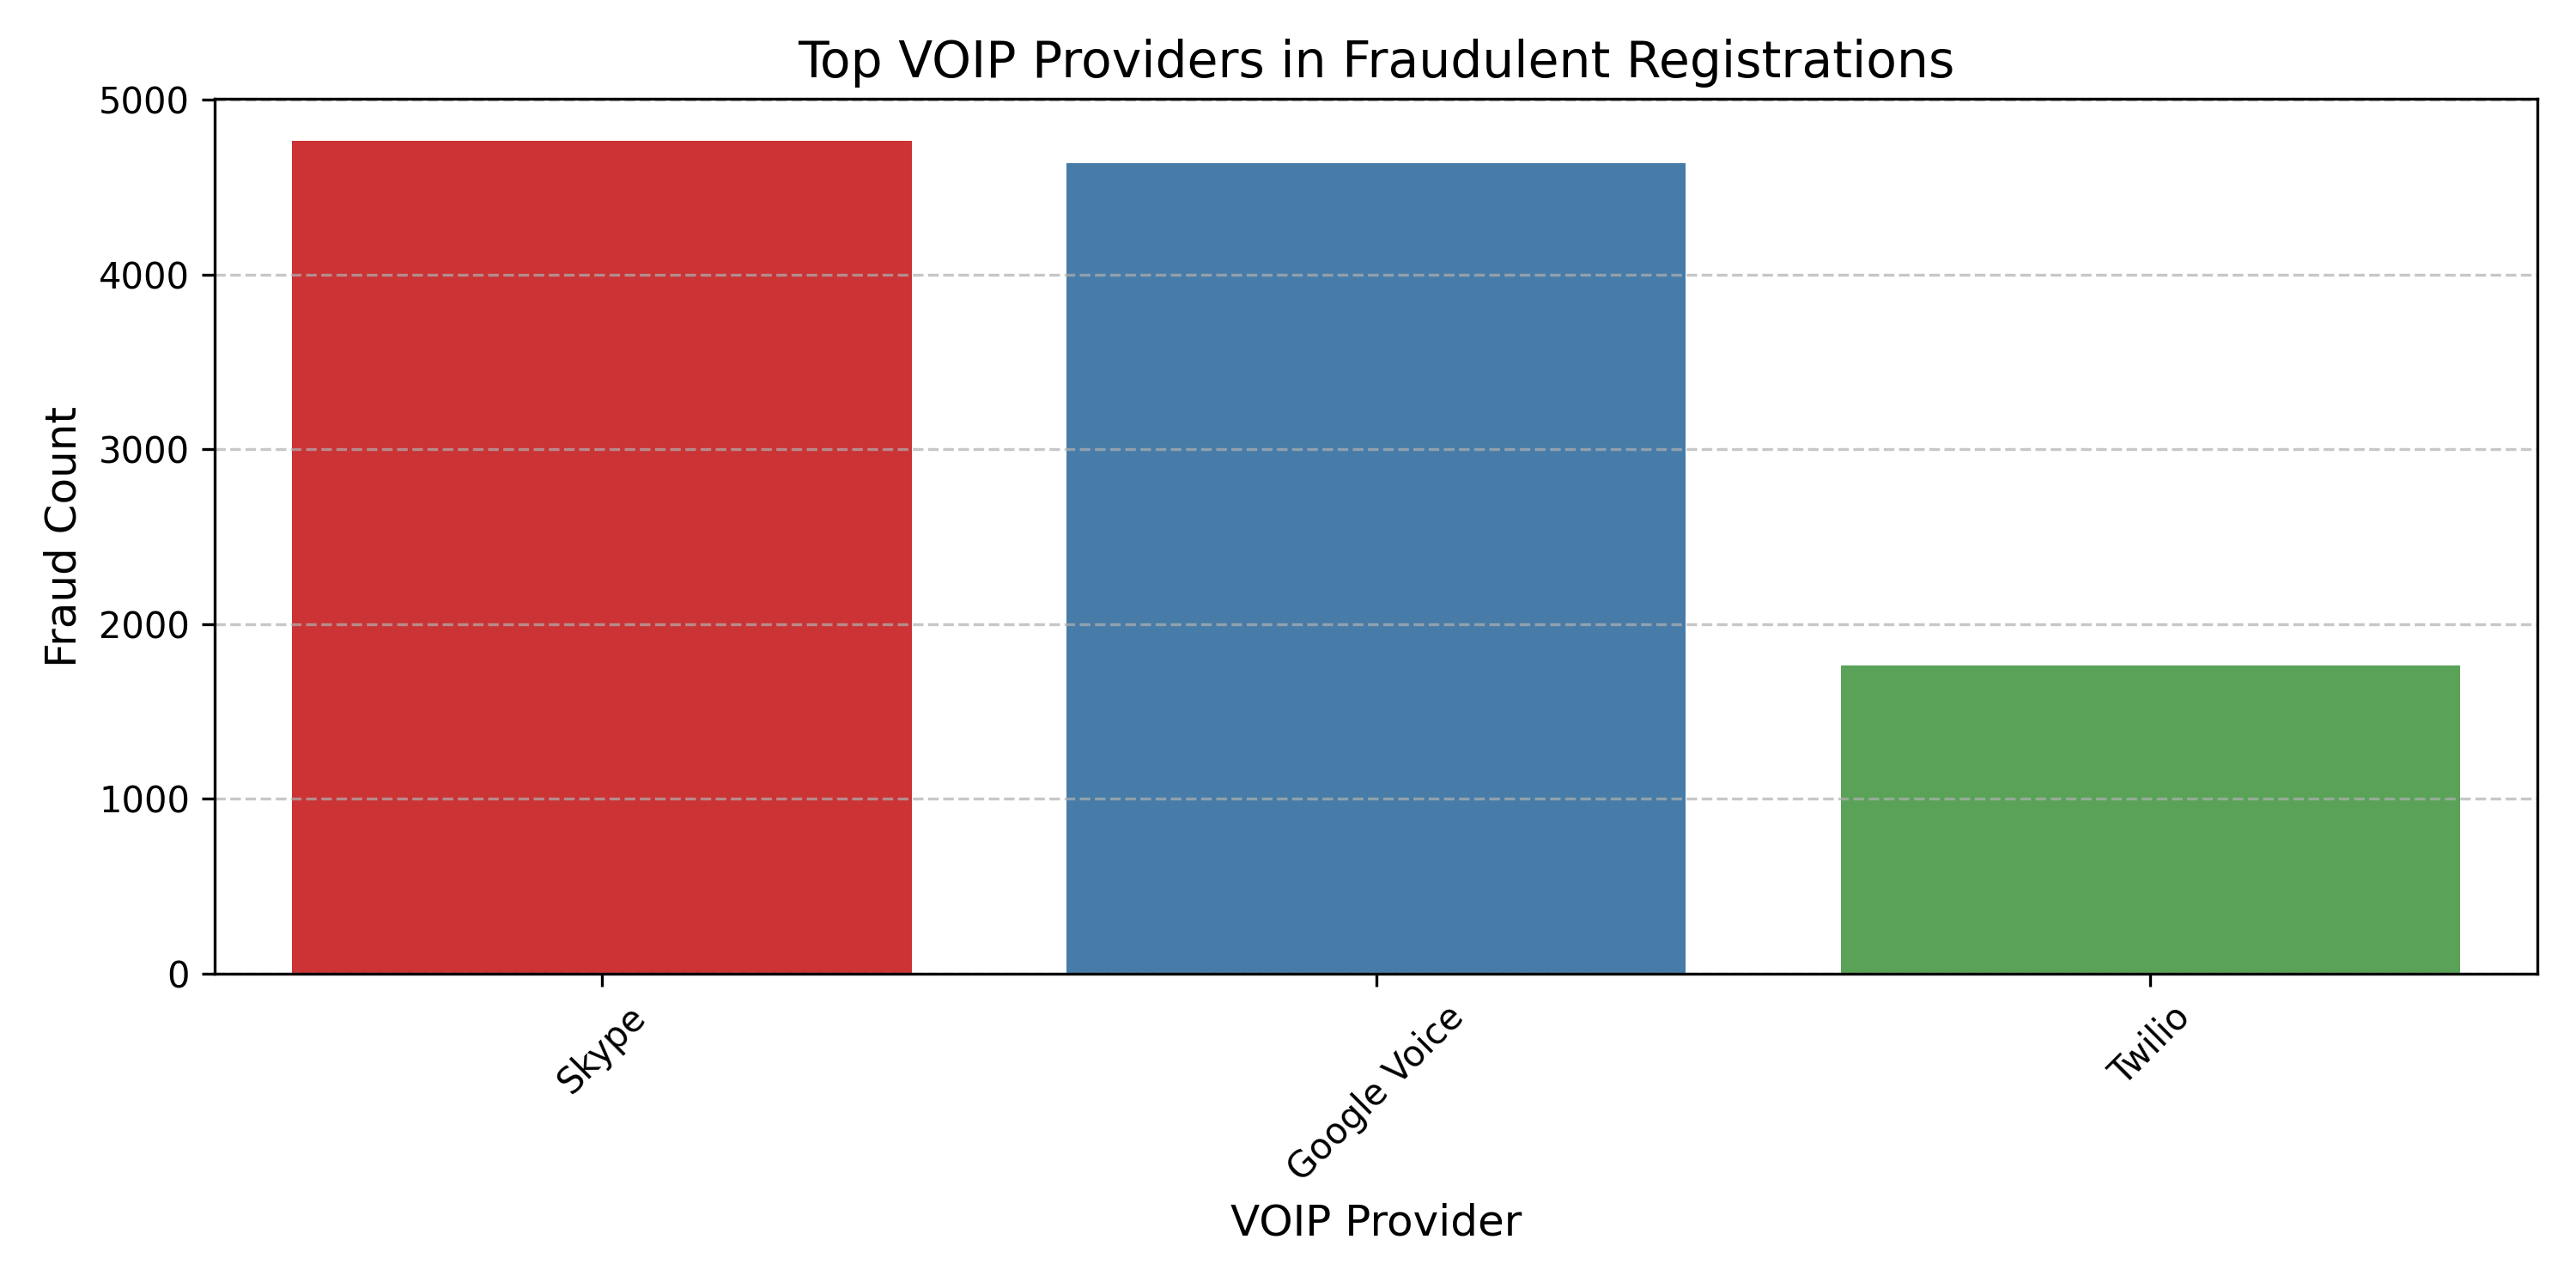 Top VOIP Providers in Fraudulent Registrations
5000
4000
3000
2000
1000
0
Fraud Count
Skype
Google Voice
Twilio
VOIP Provider